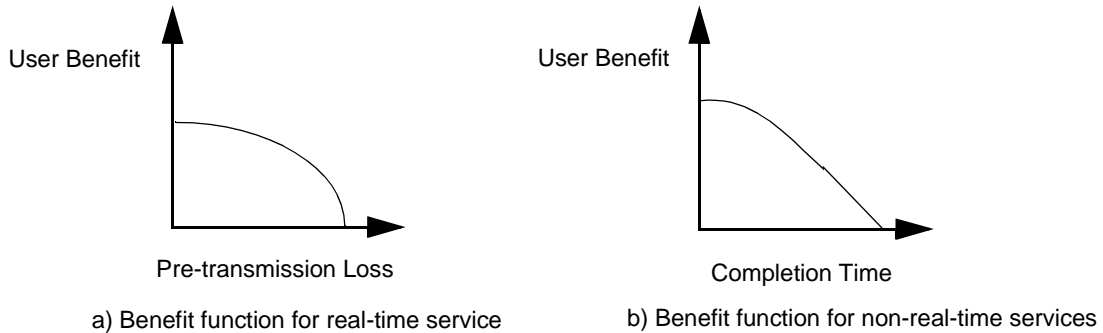 User Benefit
Pre-transmission Loss
a) Benefit function for real-time service
User Benefit
Completion Time
b) Benefit function for non-real-time services